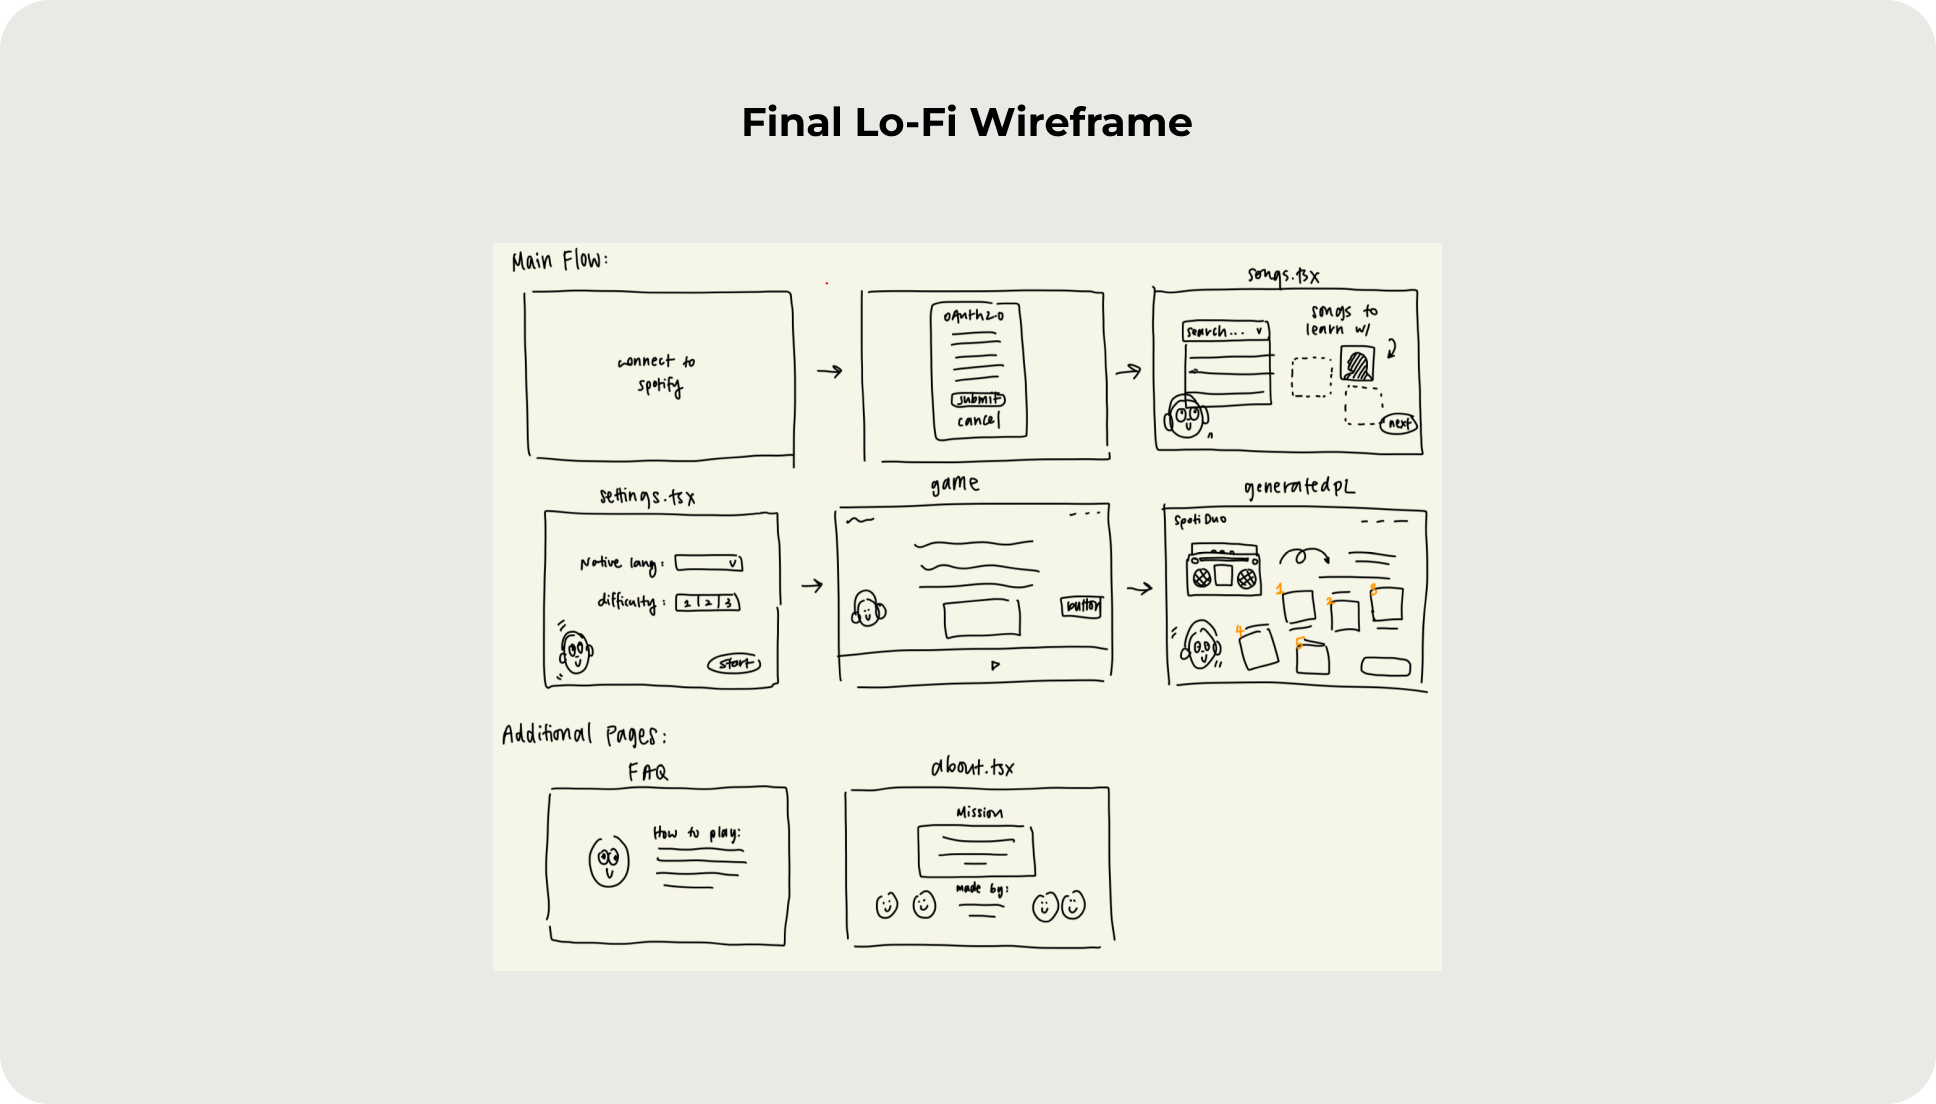 Final Lo-Fi Wireframe
Main Flow:
connect to
spotify
OAuth2.0
submit
cancel
songs.tsx
search... v
songs to
learn w/
next
settings.tsx
Native lang: v
difficulty: 1 2 3
start
game
button
generatedpL
Spoti Duo
1
2
3
4
5
Additional Pages:
FAQ
How to play:
about.tsx
Mission
made by: